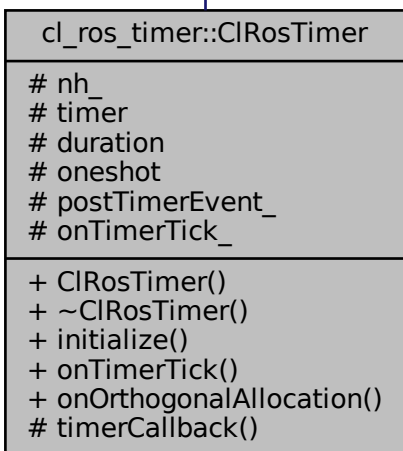 cl_ros_timer::ClRosTimer
# nh_
# timer
# duration
# oneshot
# postTimerEvent_
# onTimerTick_
+ ClRosTimer()
+ ~ClRosTimer()
+ initialize()
+ onTimerTick()
+ onOrthogonalAllocation()
# timerCallback()